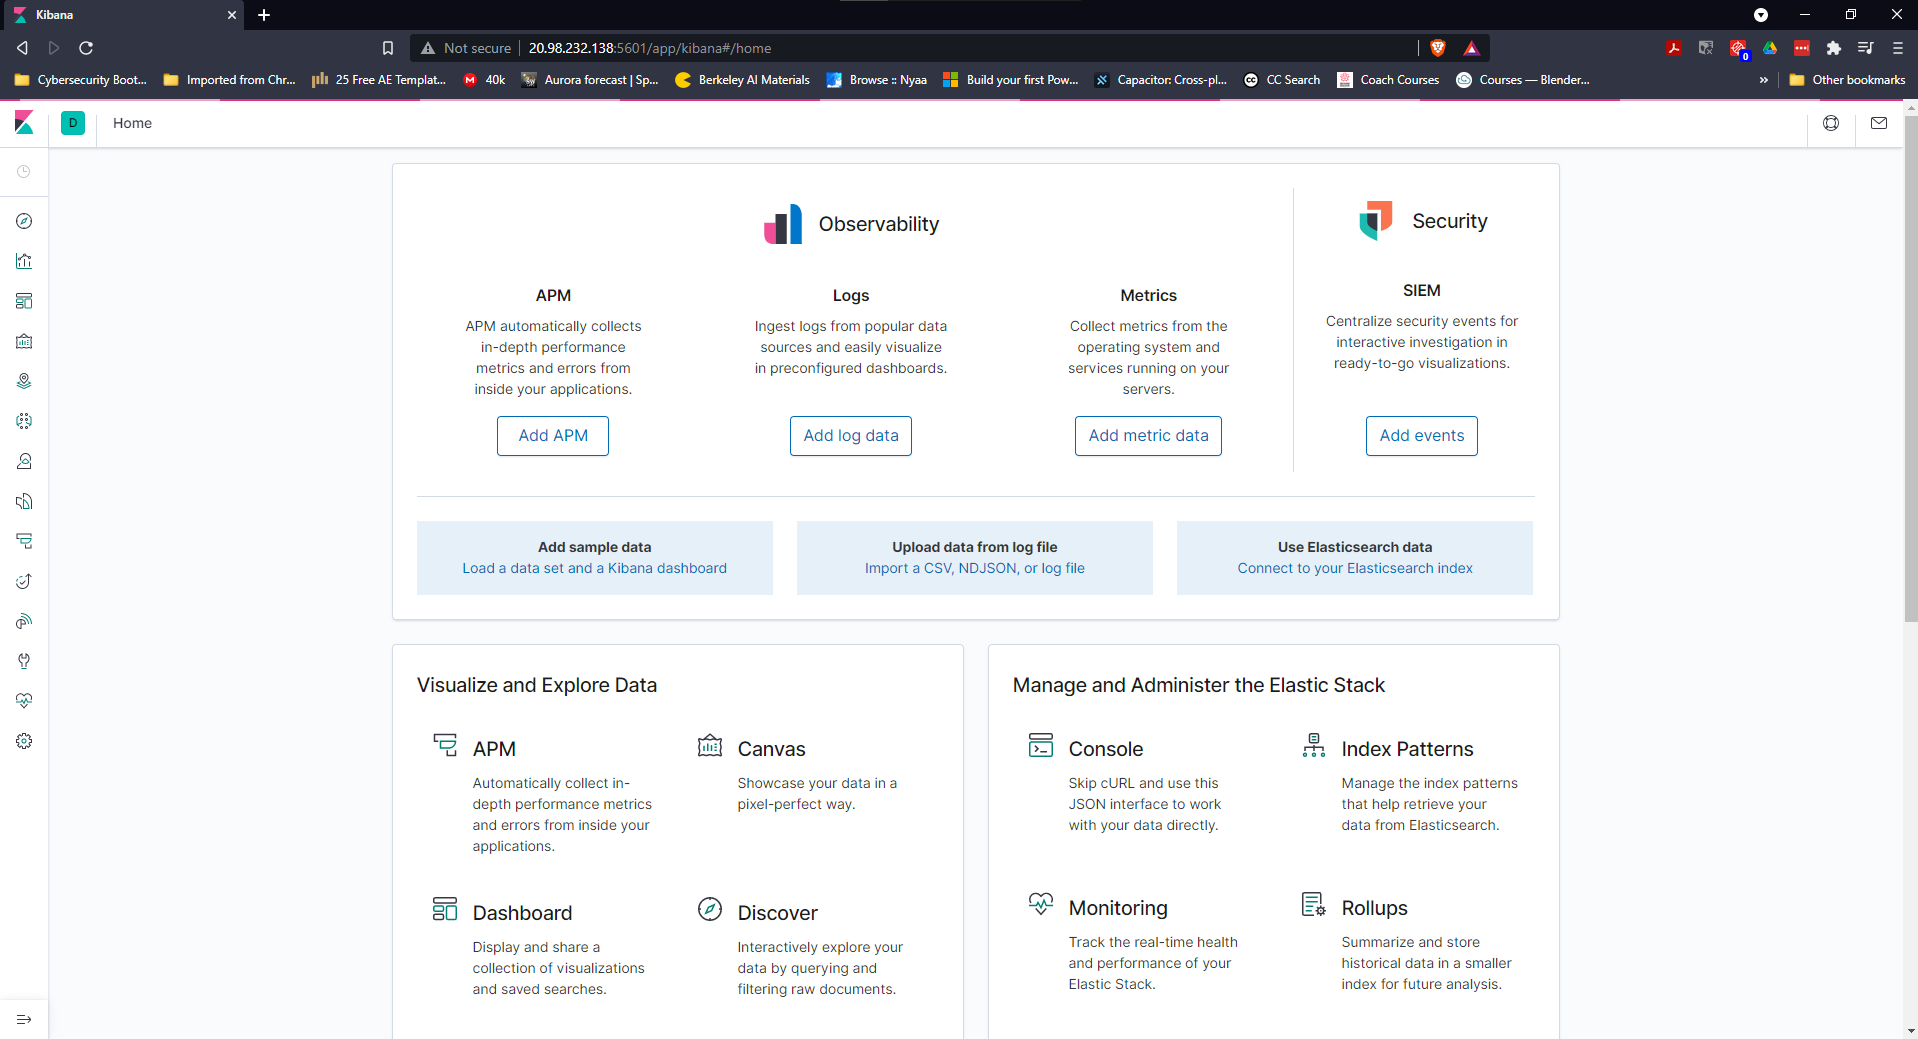 Kibana
Not secure
20.98.232.138:5601/app/kibana#/home
0
Cybersecurity Boot...
Imported from Chr...
25 Free AE Templat...
M
40k
Aurora forecast | Sp...
Berkeley AI Materials
Browse :: Nyaa
Build your first Pow...
Capacitor: Cross-pl...
CC Search
Coach Courses
Courses — Blender...
»
Other bookmarks
D
Home
Observability
Security
APM
APM automatically collects
in-depth performance
metrics and errors from
inside your applications.
Add APM
Logs
Ingest logs from popular data
sources and easily visualize
in preconfigured dashboards.
Add log data
Metrics
Collect metrics from the
operating system and
services running on your
servers.
Add metric data
SIEM
Centralize security events for
interactive investigation in
ready-to-go visualizations.
Add events
Add sample data
Load a data set and a Kibana dashboard
Upload data from log file
Import a CSV, NDJSON, or log file
Use Elasticsearch data
Connect to your Elasticsearch index
Visualize and Explore Data
APM
Automatically collect in-
depth performance metrics
and errors from inside your
applications.
Canvas
Showcase your data in a
pixel-perfect way.
Dashboard
Display and share a
collection of visualizations
and saved searches.
Discover
Interactively explore your
data by querying and
filtering raw documents.
Manage and Administer the Elastic Stack
Console
Skip cURL and use this
JSON interface to work
with your data directly.
Index Patterns
Manage the index patterns
that help retrieve your
data from Elasticsearch.
Monitoring
Track the real-time health
and performance of your
Elastic Stack.
Rollups
Summarize and store
historical data in a smaller
index for future analysis.